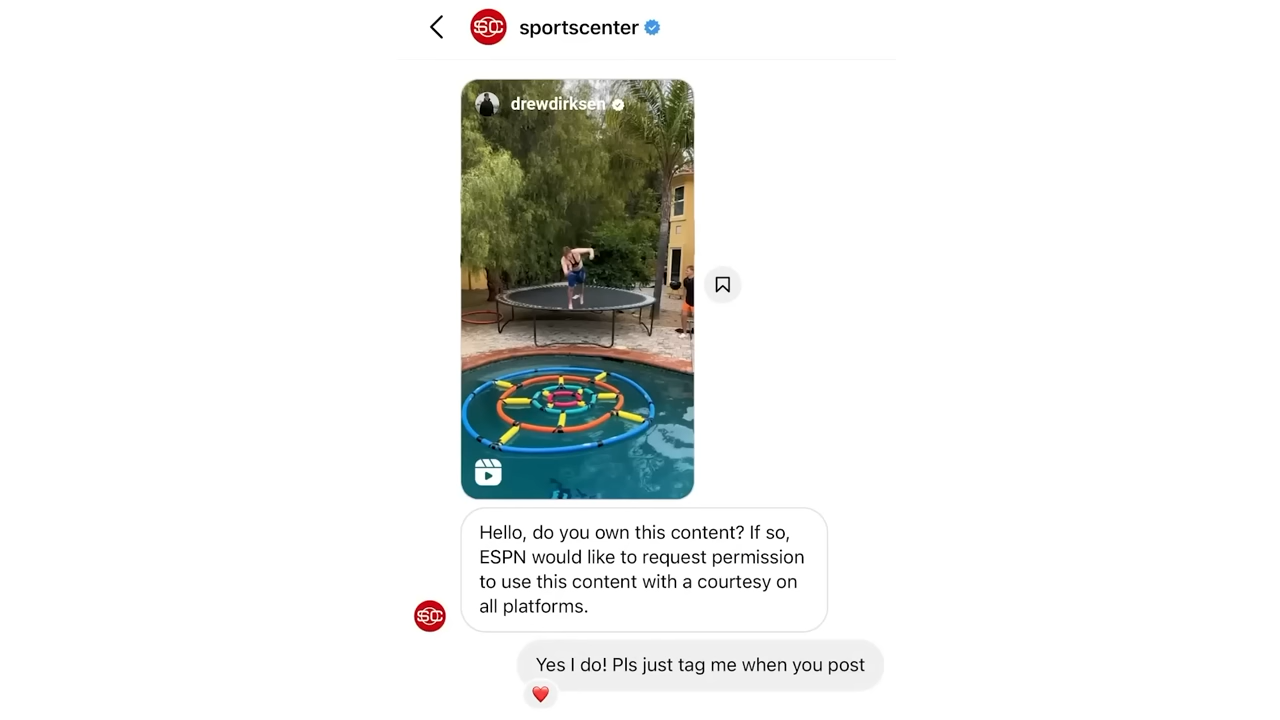 sportscenter
drewdirksen
Hello, do you own this content? If so,
ESPN would like to request permission
to use this content with a courtesy on
all platforms.
Yes I do! Pls just tag me when you post